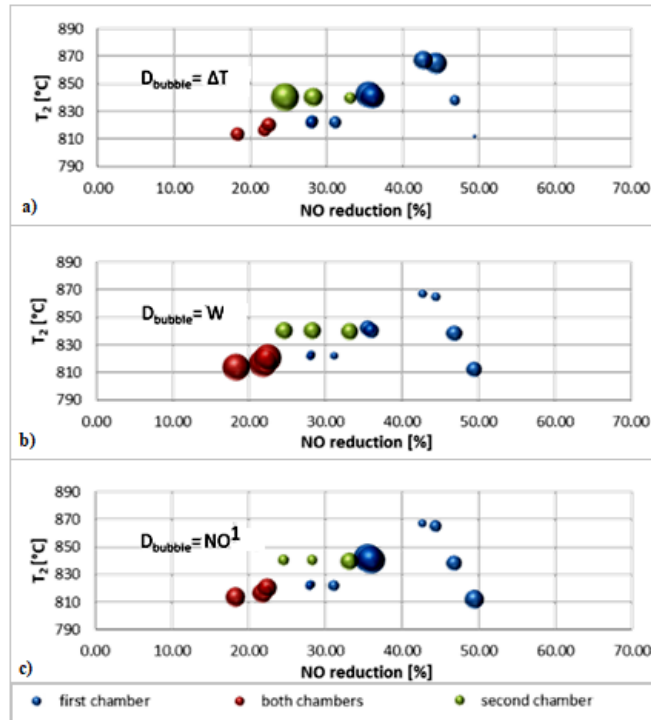 890
870
850
830
810
790
T2 [°C]
Dbubble= ΔT
0.00 10.00 20.00 30.00 40.00 50.00 60.00 70.00
NO reduction [%]
a)
890
870
850
830
810
790
T2 [°C]
Dbubble= W
0.00 10.00 20.00 30.00 40.00 50.00 60.00 70.00
NO reduction [%]
b)
890
870
850
830
810
790
T2 [°C]
Dbubble= NO1
0.00 10.00 20.00 30.00 40.00 50.00 60.00 70.00
NO reduction [%]
c)
first chamber both chambers second chamber